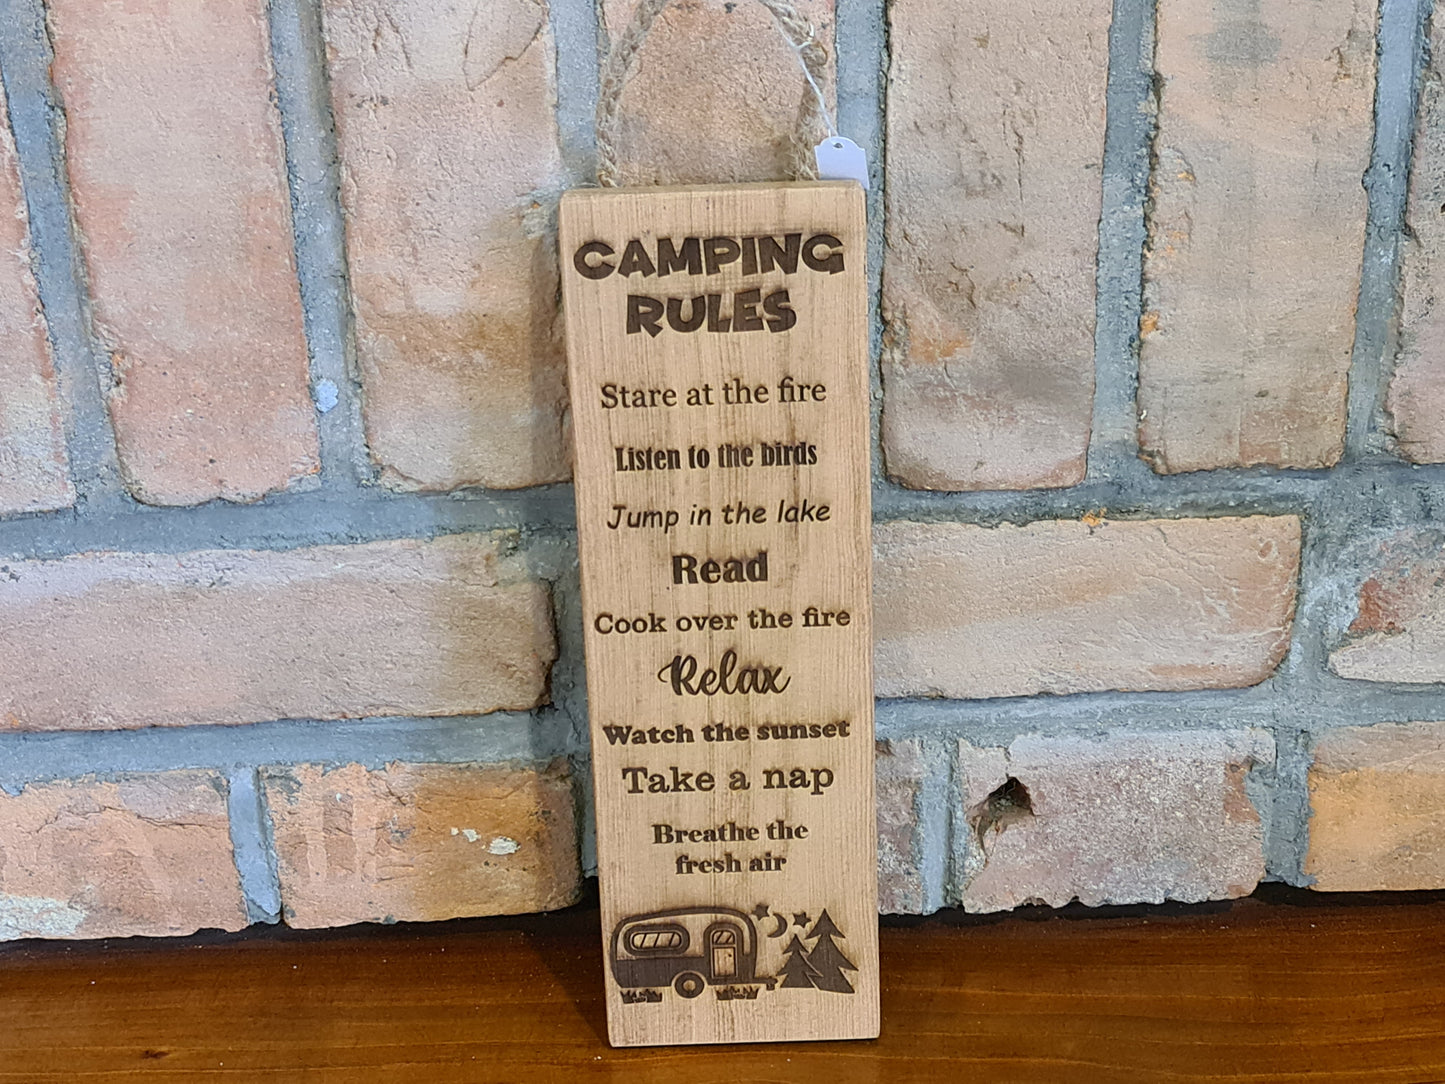 CAMPING
RULES
Stare at the fire
Listen to the birds
Jump in the lake
Read
Cook over the fire
Relax
Watch the sunset
Take a nap
Breathe the
fresh air